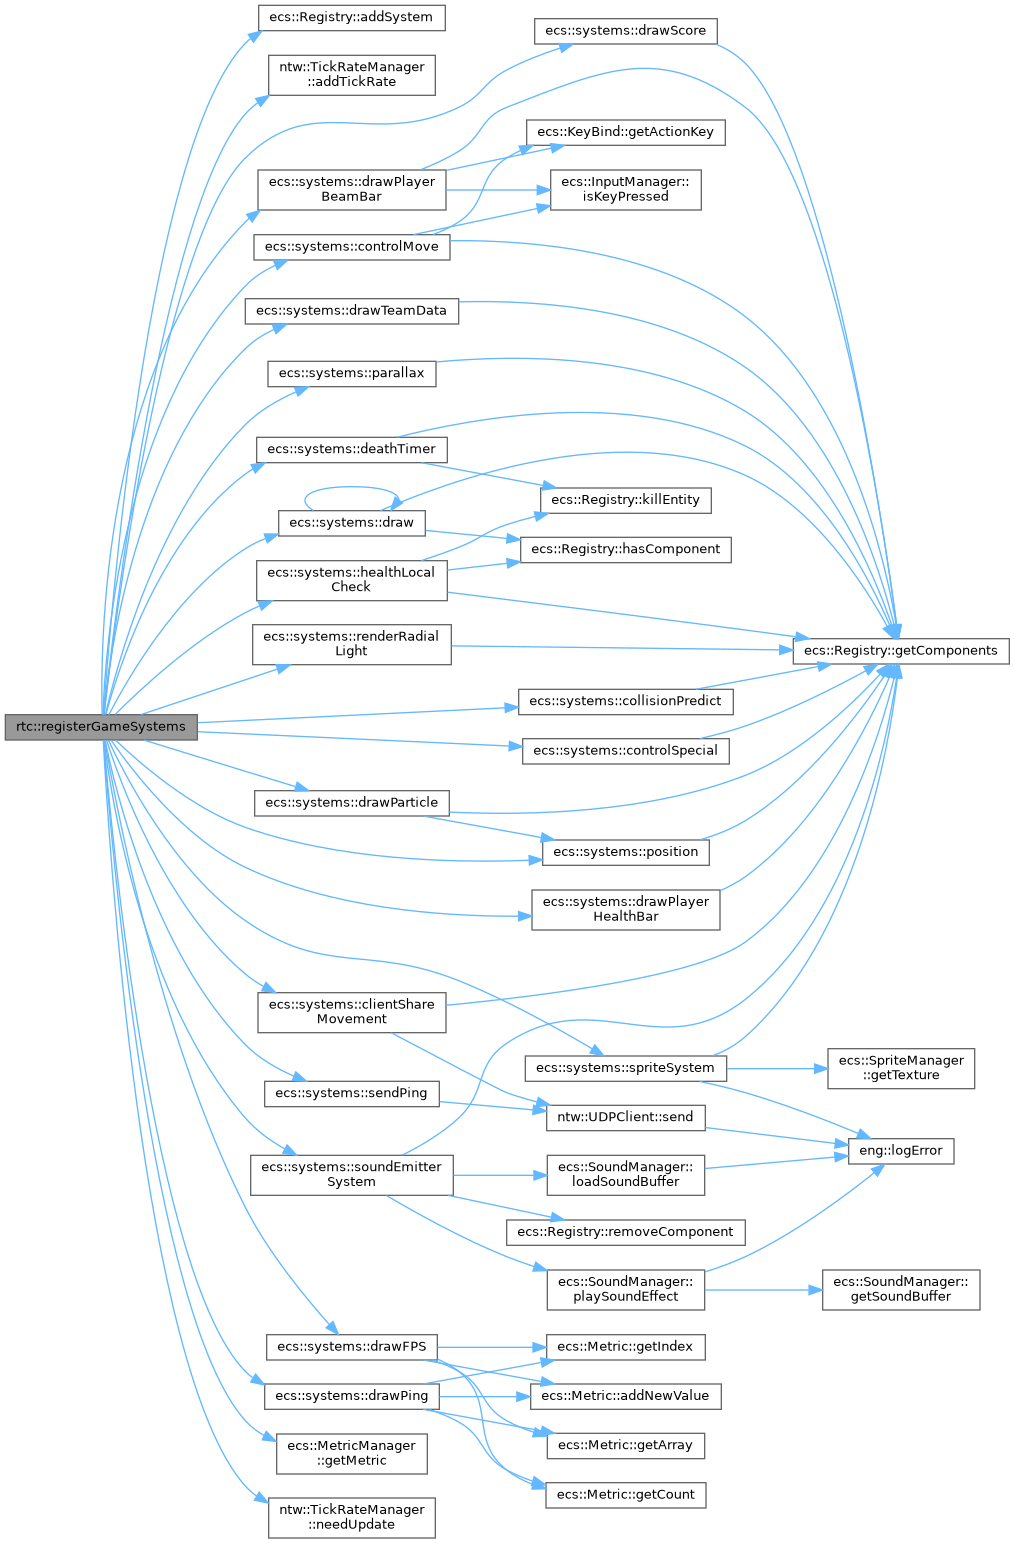 ecs::Registry::addSystem
ecs::systems::drawScore
ntw::TickRateManager
::addTickRate
ecs::KeyBind::getActionKey
ecs::systems::drawPlayer
BeamBar
ecs::InputManager::
isKeyPressed
ecs::systems::controlMove
ecs::systems::drawTeamData
ecs::systems::parallax
ecs::systems::deathTimer
ecs::Registry::killEntity
ecs::systems::draw
ecs::Registry::hasComponent
ecs::systems::healthLocal
Check
ecs::systems::renderRadial
Light
ecs::Registry::getComponents
ecs::systems::collisionPredict
rtc::registerGameSystems
ecs::systems::controlSpecial
ecs::systems::drawParticle
ecs::systems::position
ecs::systems::drawPlayer
HealthBar
ecs::systems::clientShare
Movement
ecs::systems::spriteSystem
ecs::SpriteManager
::getTexture
ecs::systems::sendPing
ntw::UDPClient::send
eng::logError
ecs::systems::soundEmitter
System
ecs::SoundManager::
loadSoundBuffer
ecs::Registry::removeComponent
ecs::SoundManager::
playSoundEffect
ecs::SoundManager::
getSoundBuffer
ecs::systems::drawFPS
ecs::Metric::getIndex
ecs::systems::drawPing
ecs::Metric::addNewValue
ecs::MetricManager
::getMetric
ecs::Metric::getArray
ecs::Metric::getCount
ntw::TickRateManager
::needUpdate